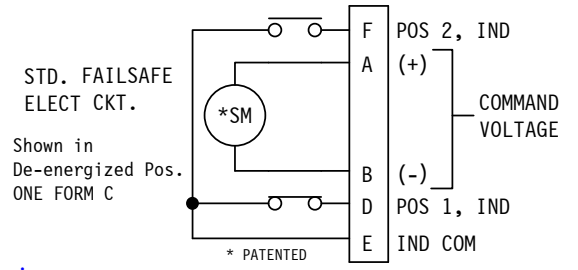 F POS 2, IND
A (+)
STD. FAILSAFE
ELECT CKT.
*SM
COMMAND
VOLTAGE
Shown in
De-energized Pos.
ONE FORM C
B (-)
D POS 1, IND
E IND COM
* PATENTED